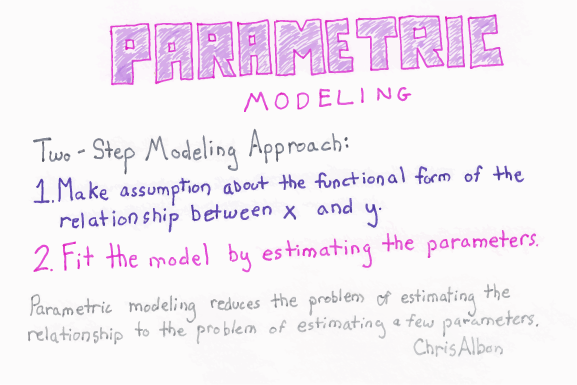 PARAMETRIC
MODELING
Two-Step Modeling Approach:
1. Make assumption about the functional form of the
relationship between x and y.
2. Fit the model by estimating the parameters.
Parametric modeling reduces the problem of estimating the
relationship to the problem of estimating a few parameters.
ChrisAlbon